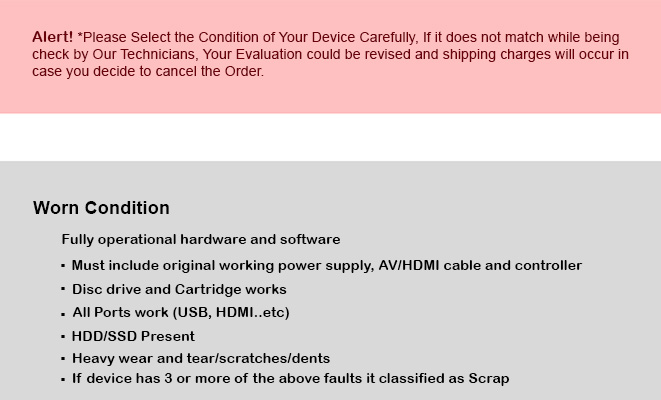 Alert! *Please Select the Condition of Your Device Carefully, If it does not match while being
check by Our Technicians, Your Evaluation could be revised and shipping charges will occur in
case you decide to cancel the Order.
Worn Condition
Fully operational hardware and software
▪ Must include original working power supply, AV/HDMI cable and controller
▪ Disc drive and Cartridge works
▪ All Ports work (USB, HDMI..etc)
▪ HDD/SSD Present
▪ Heavy wear and tear/scratches/dents
▪ If device has 3 or more of the above faults it classified as Scrap